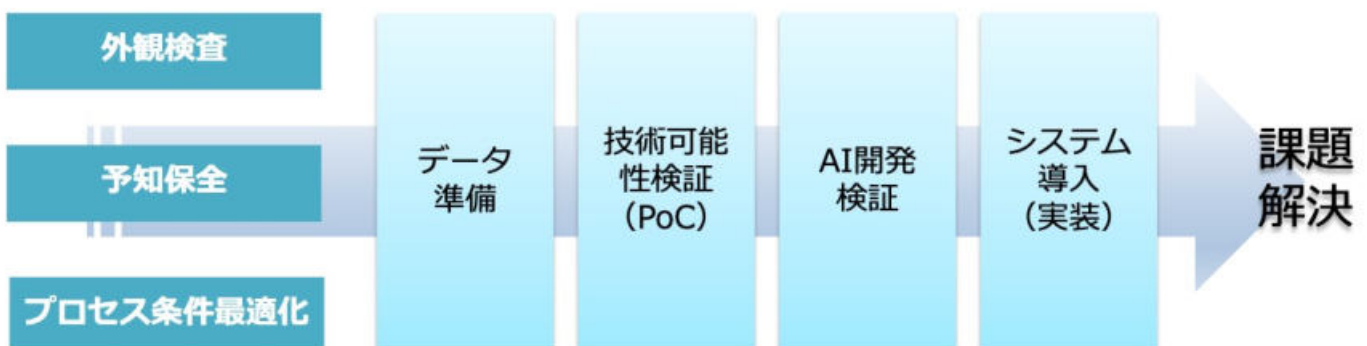 外観検査
予知保全
プロセス条件最適化
データ
準備
技術可能
性検証
（PoC）
AI開発
検証
システム
導入
（実装）
課題
解決